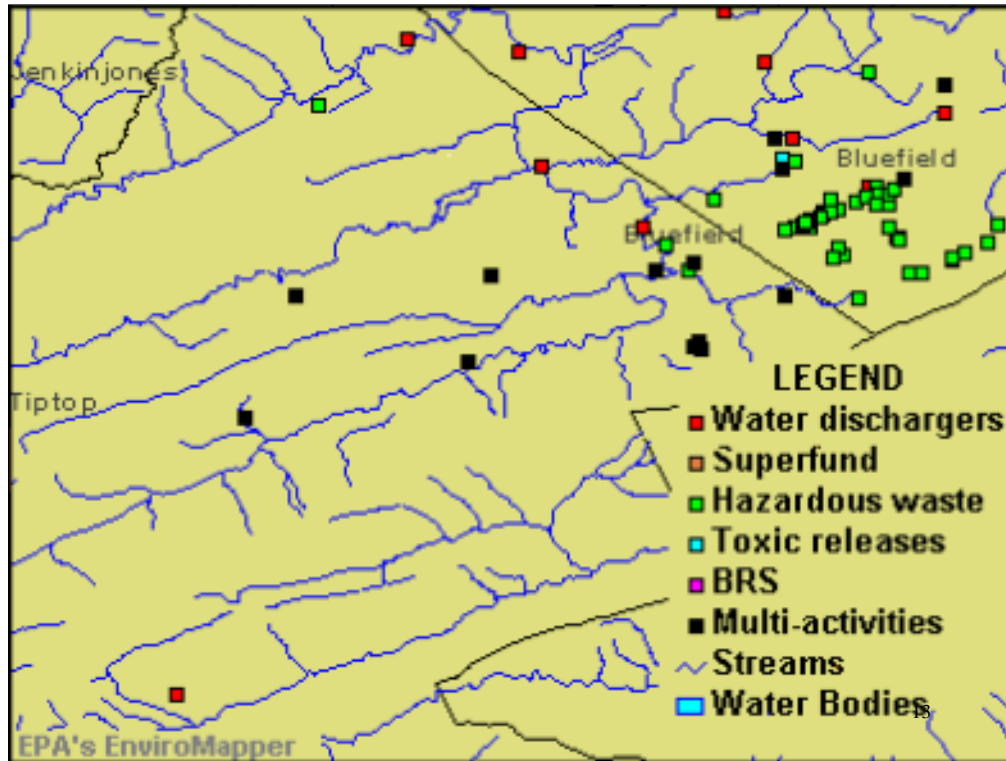 Jenkinjones
Bluefield
Bluefield
Tiptop
LEGEND
Water dischargers
Superfund
Hazardous waste
Toxic releases
BRS
Multi-activities
Streams
Water Bodies
18
EPA's EnviroMapper